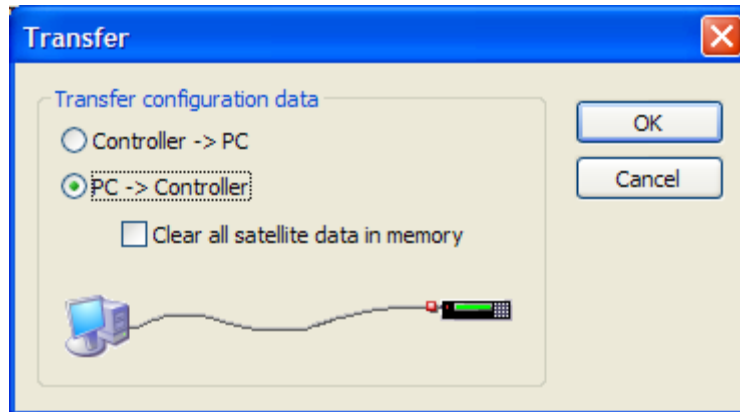 Transfer
Transfer configuration data
Controller -> PC
PC -> Controller
Clear all satellite data in memory
OK
Cancel